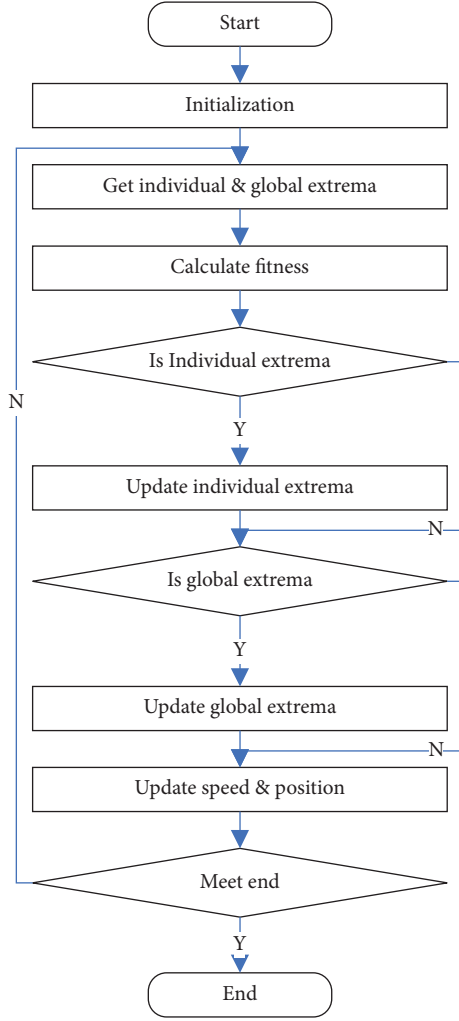 Start
Initialization
Get individual & global extrema
Calculate fitness
Is Individual extrema
N
Y
Update individual extrema
N
Is global extrema
Y
Update global extrema
N
Update speed & position
Meet end
Y
End